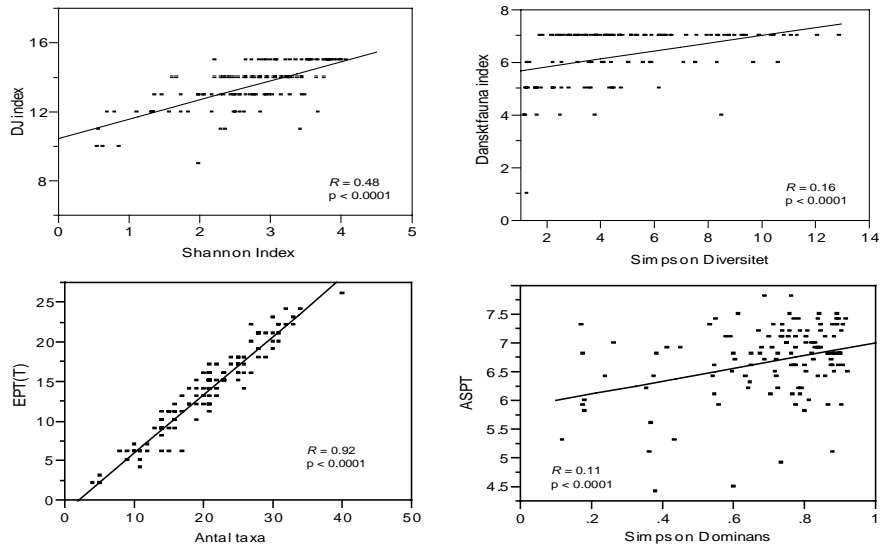 16
12
8
DJ index
0
1
2
3
4
5
Shannon Index
R = 0.48
p < 0.0001
8
6
4
2
0
Dansktfauna index
2
4
6
8
10
12
14
Simpson Diversitet
R = 0.16
p < 0.0001
25
20
15
10
5
0
EPT(T)
0
10
20
30
40
50
Antal taxa
R = 0.92
p < 0.0001
7.5
7
6.5
6
5.5
5
4.5
ASPT
0
.2
.4
.6
.8
1
Simpson Dominans
R = 0.11
p < 0.0001